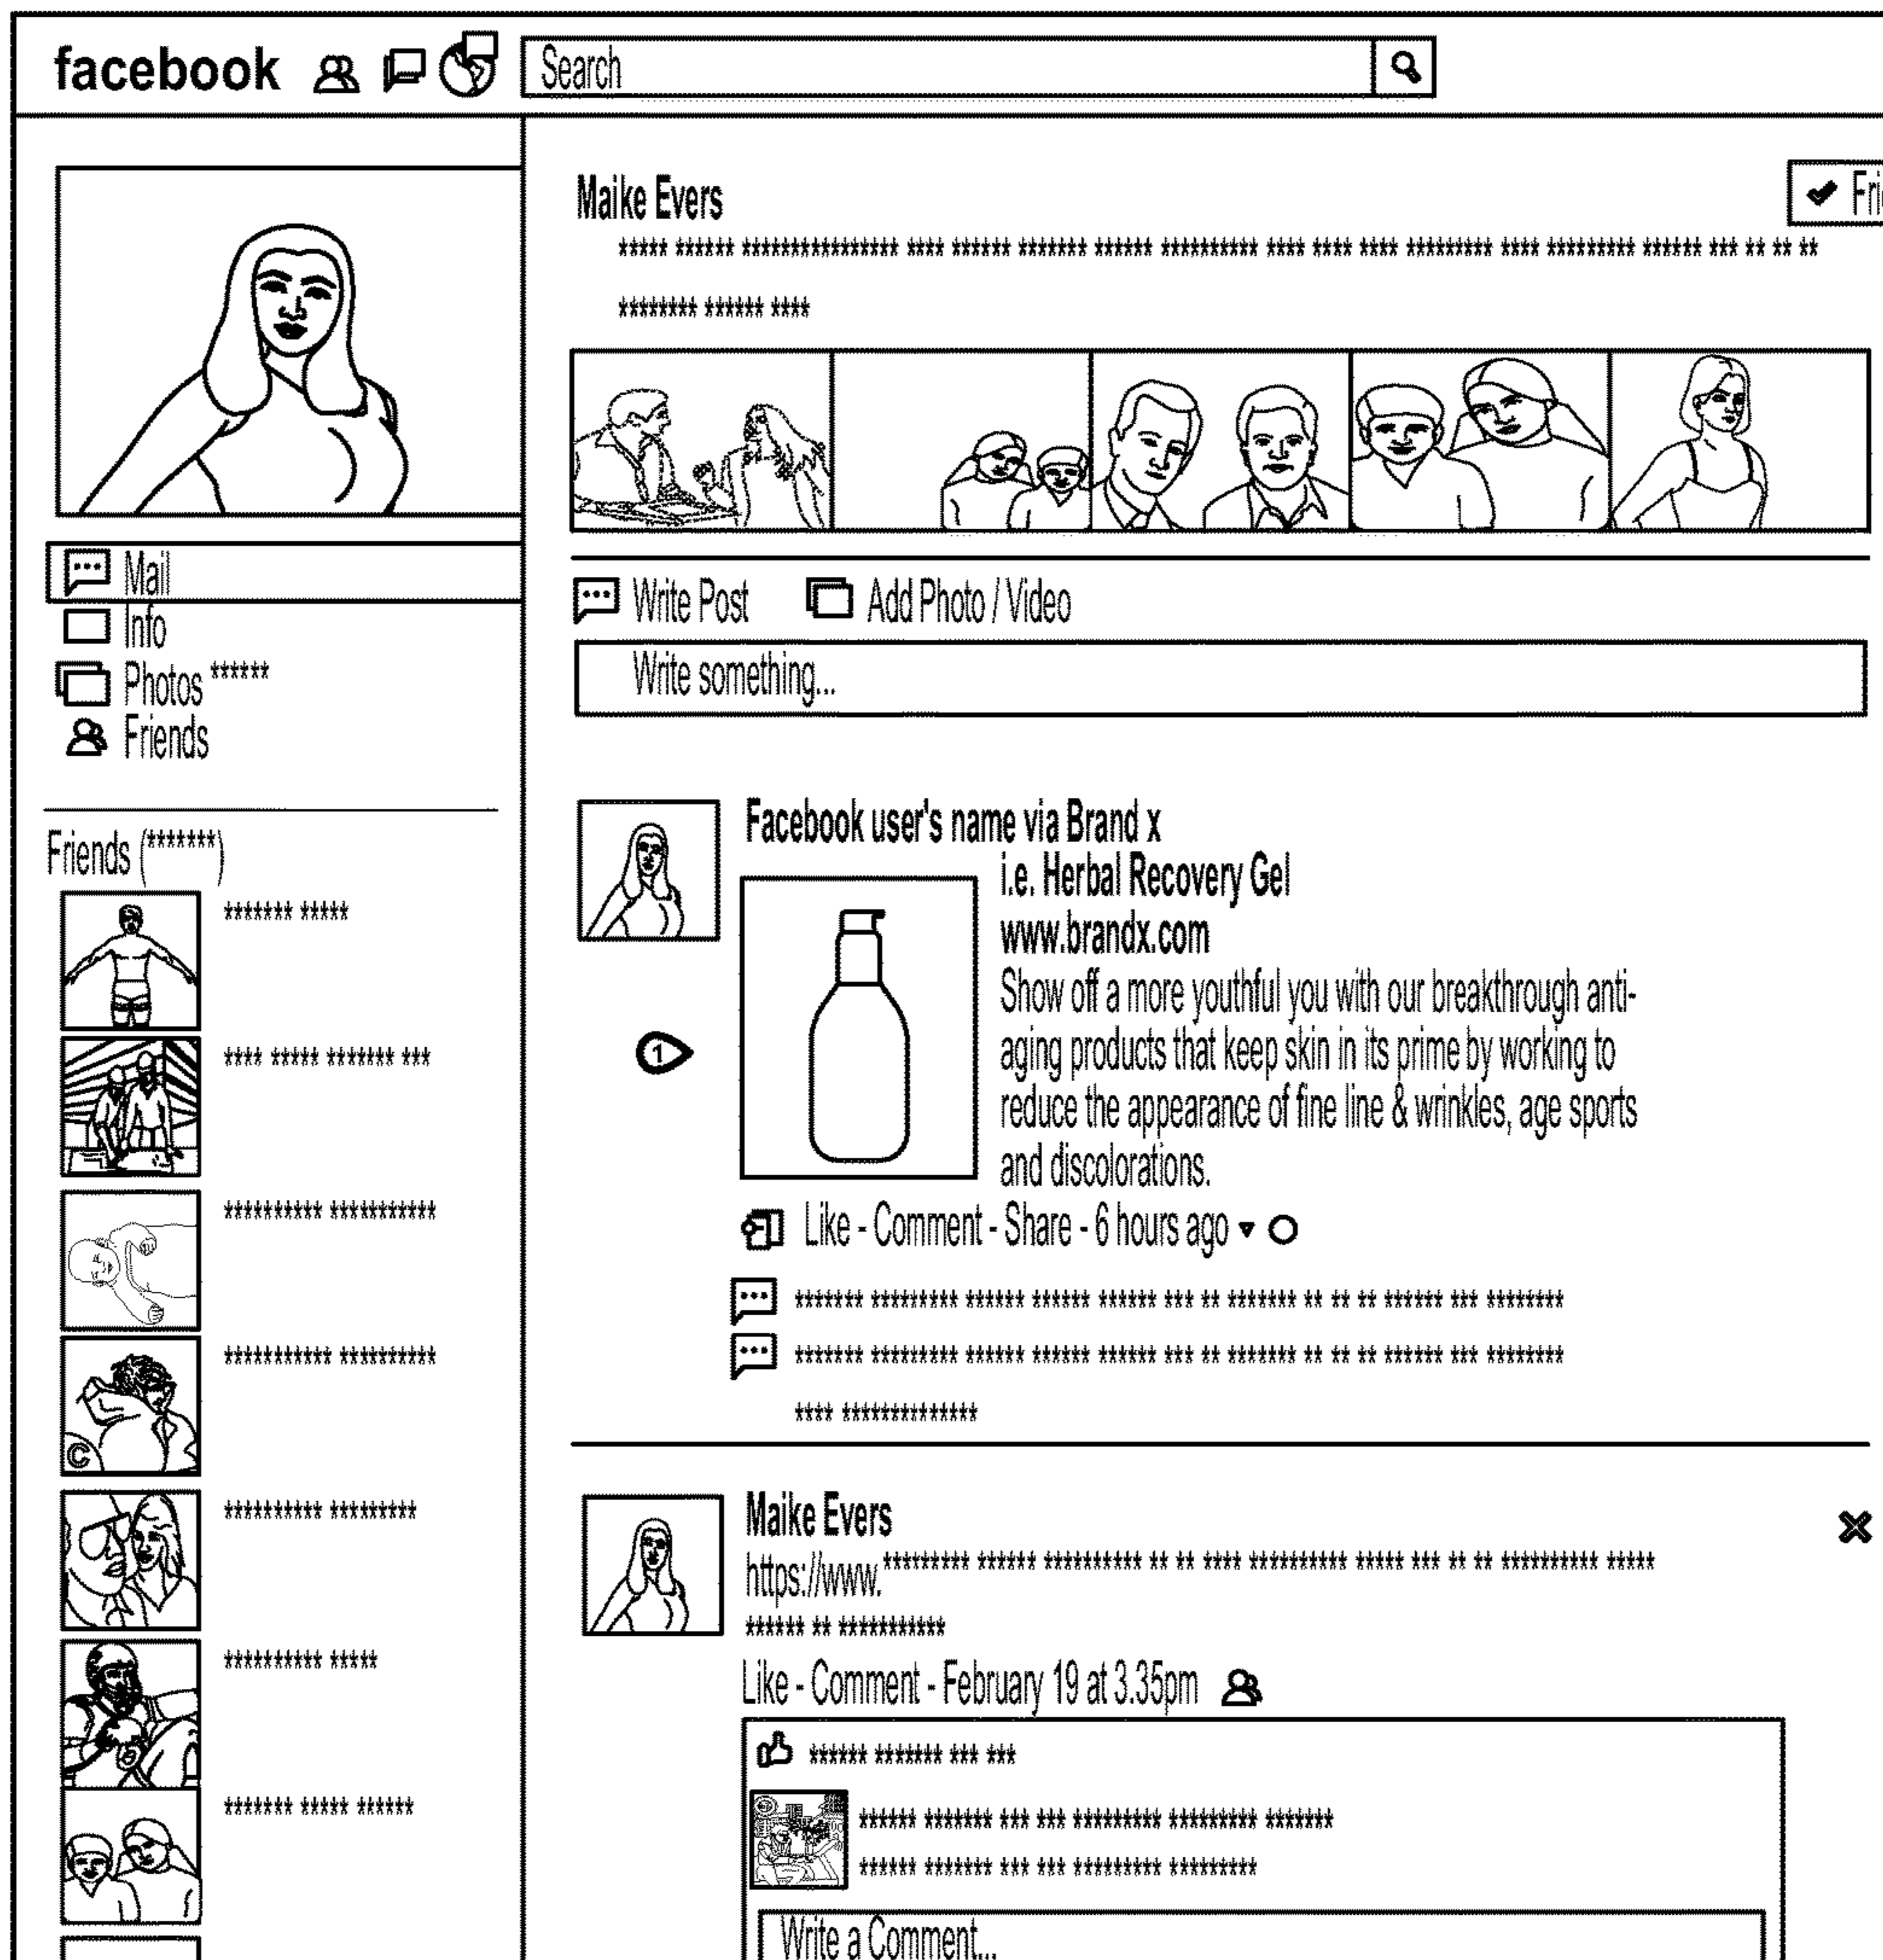 facebook
Search
Maike Evers
***** ****** **************** **** ****** ******* ****** ********** **** **** **** ********* **** ********* ****** *** ** ** **
******** ****** ****
Mail
Info
Photos ******
Friends
Write Post
Add Photo / Video
Write something...
Friends (*******)
******* *****
**** ***** ******* ***
********** ***********
*********** **********
C
********** *********
********** *****
******* ***** ******
Facebook user's name via Brand x
i.e. Herbal Recovery Gel
www.brandx.com
Show off a more youthful you with our breakthrough anti-
aging products that keep skin in its prime by working to
reduce the appearance of fine line & wrinkles, age sports
and discolorations.
1
Like - Comment - Share - 6 hours ago
******* ********* ****** ****** ****** *** ** ******* ** ** ** ****** *** ********
******* ********* ****** ****** ****** *** ** ******* ** ** ** ****** *** ********
**** **************
Maike Evers
https://www.********* ****** ********** ** ** **** ********** ***** *** ** ** ********** *****
****** ** ***********
Like - Comment - February 19 at 3.35pm
****** ******* *** ***
****** ******* *** *** ********* ********* *******
****** ******* *** *** ********* *********
Write a Comment...